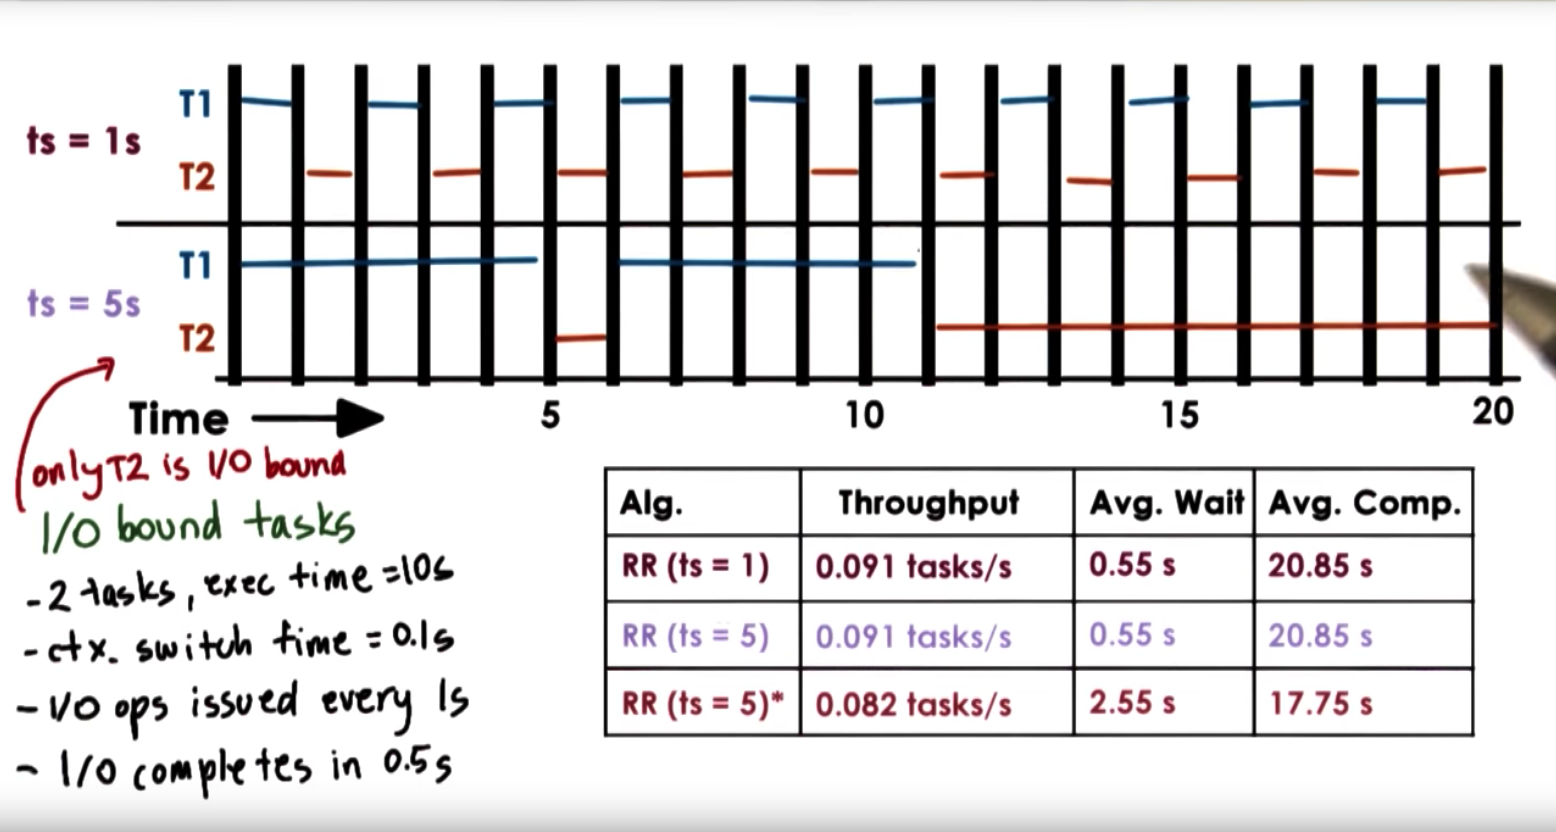 T1
ts = 1s
T2
T1
ts = 5s
T2
Time
5 10 15 20
only T2 is I/O bound
I/O bound tasks
- 2 tasks, exec time = 10s
- ctx. switch time = 0.1s
- I/O ops issued every 1s
- I/O completes in 0.5s
Alg. Throughput Avg. Wait Avg. Comp.
RR (ts = 1) 0.091 tasks/s 0.55 s 20.85 s
RR (ts = 5) 0.091 tasks/s 0.55 s 20.85 s
RR (ts = 5)* 0.082 tasks/s 2.55 s 17.75 s